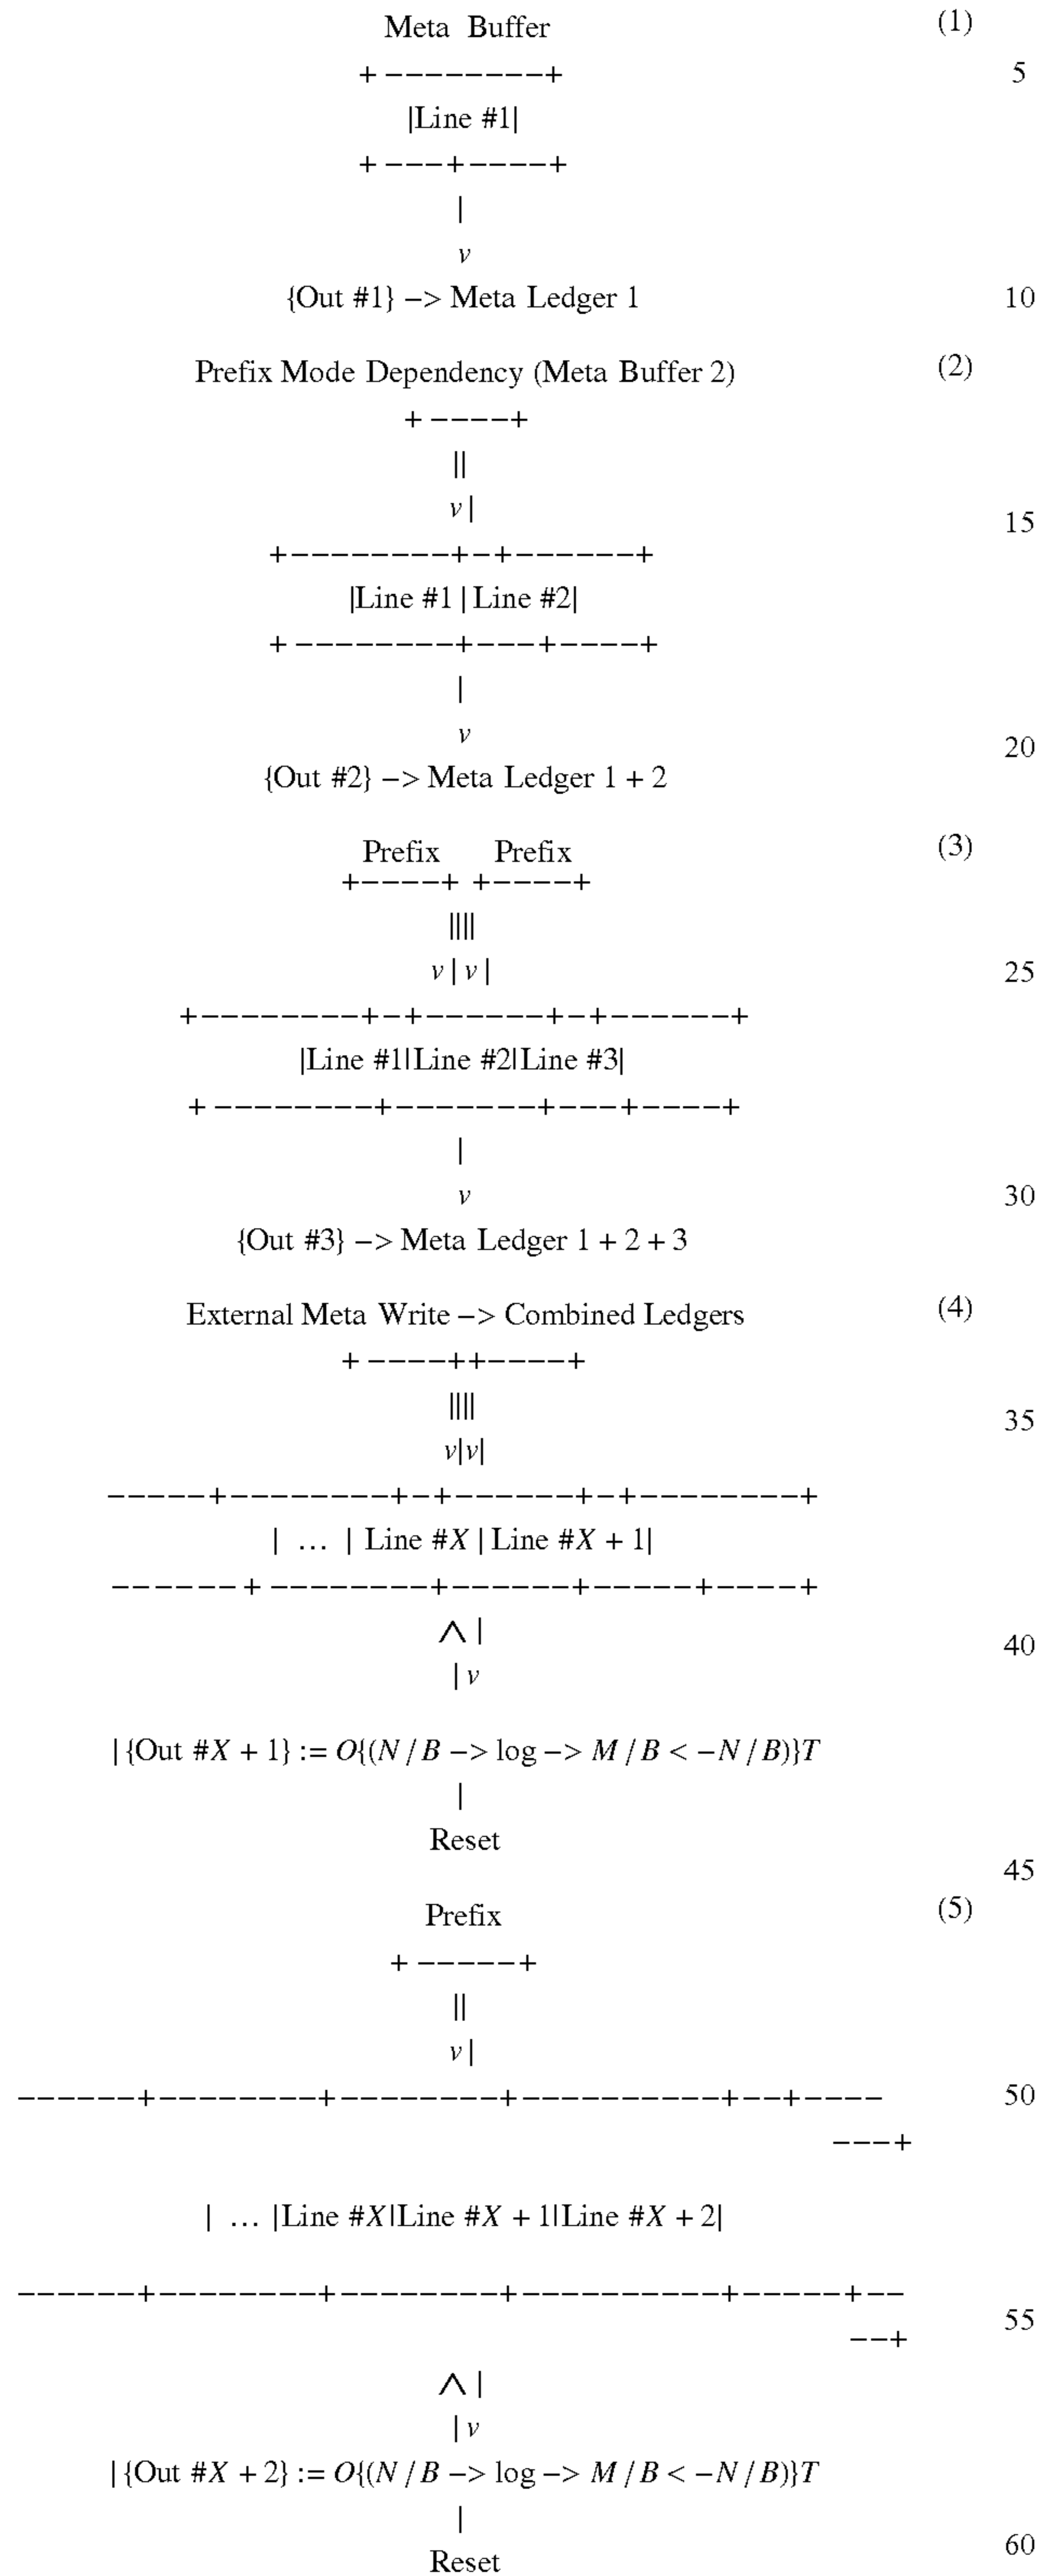 Meta Buffer (1)
+ --------+ 5
|Line #1|
+ ---+----+
|
v
{Out #1} -> Meta Ledger 1 10
Prefix Mode Dependency (Meta Buffer 2) (2)
+ ----+
||
v | 15
+--------+-+------+
|Line #1 | Line #2|
+ --------+---+----+
|
v 20
{Out #2} -> Meta Ledger 1 + 2
Prefix Prefix (3)
+-----+ +-----+
||||
v | v | 25
+--------+-+------+-+------+
|Line #1|Line #2|Line #3|
+ --------+-------+---+----+
|
v 30
{Out #3} -> Meta Ledger 1 + 2 + 3
External Meta Write -> Combined Ledgers (4)
+ ----++----+
|||| 35
v|v|
-----+--------+-+------+-+--------+
| … | Line #X | Line #X + 1|
------+ --------+------+-----+----+
∧ | 40
| v
| {Out #X + 1} := O{(N / B -> log -> M / B < -N / B)}T
|
Reset
45
Prefix (5)
+ -----+
||
v |
------+--------+--------+----------+--+---- 50
---+
| … |Line #X|Line #X + 1|Line #X + 2|
------+--------+--------+----------+-----+-- 55
--+
∧ |
| v
| {Out #X + 2} := O{(N / B -> log -> M / B < -N / B)}T
|
Reset 60